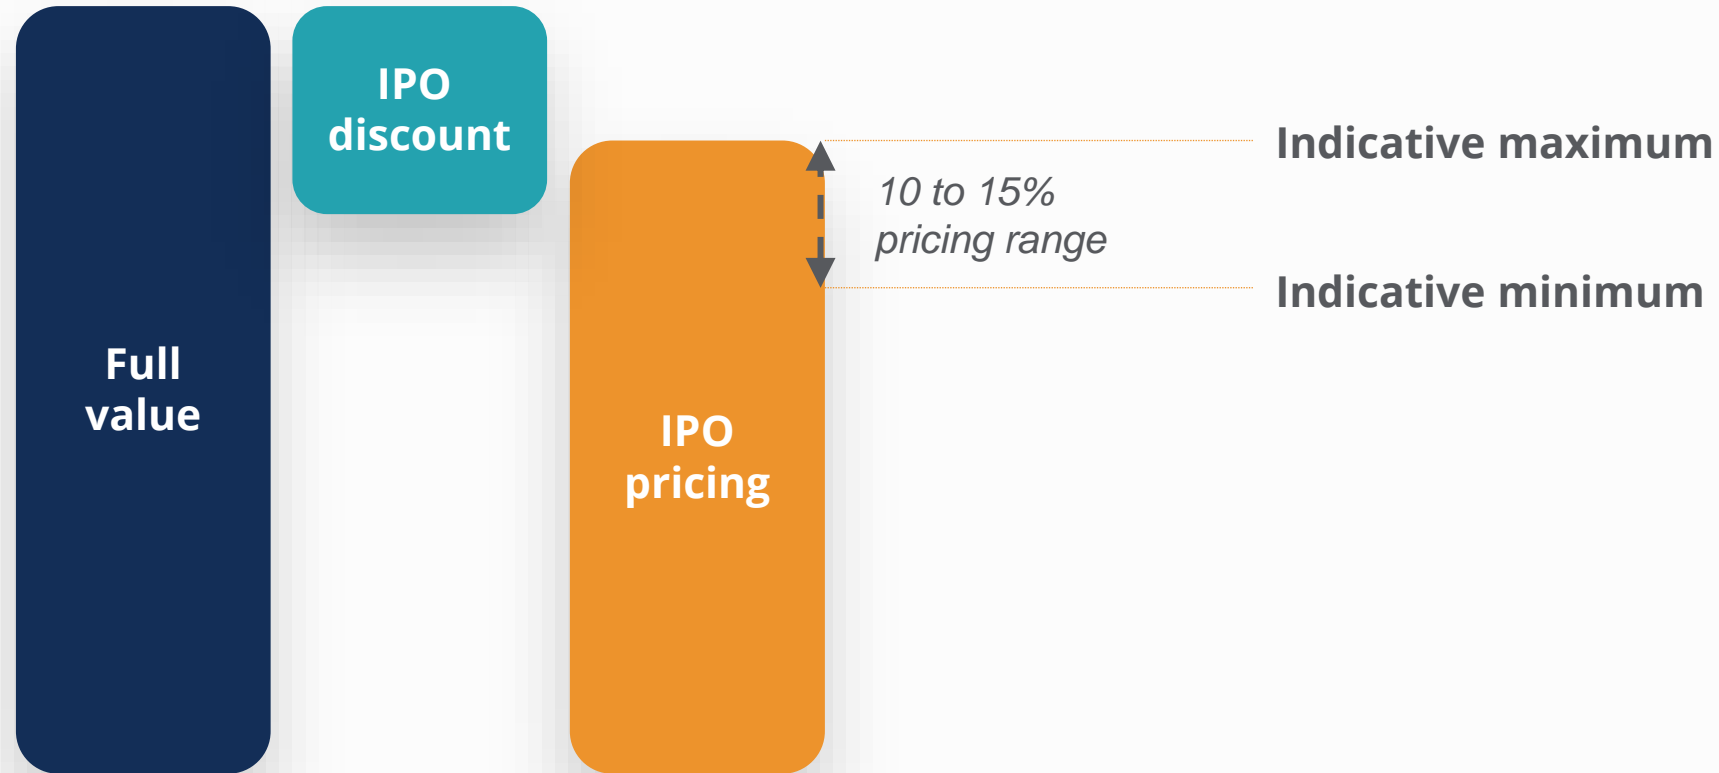 IPO
discount
Indicative maximum
10 to 15%
pricing range
Indicative minimum
Full
value
IPO
pricing